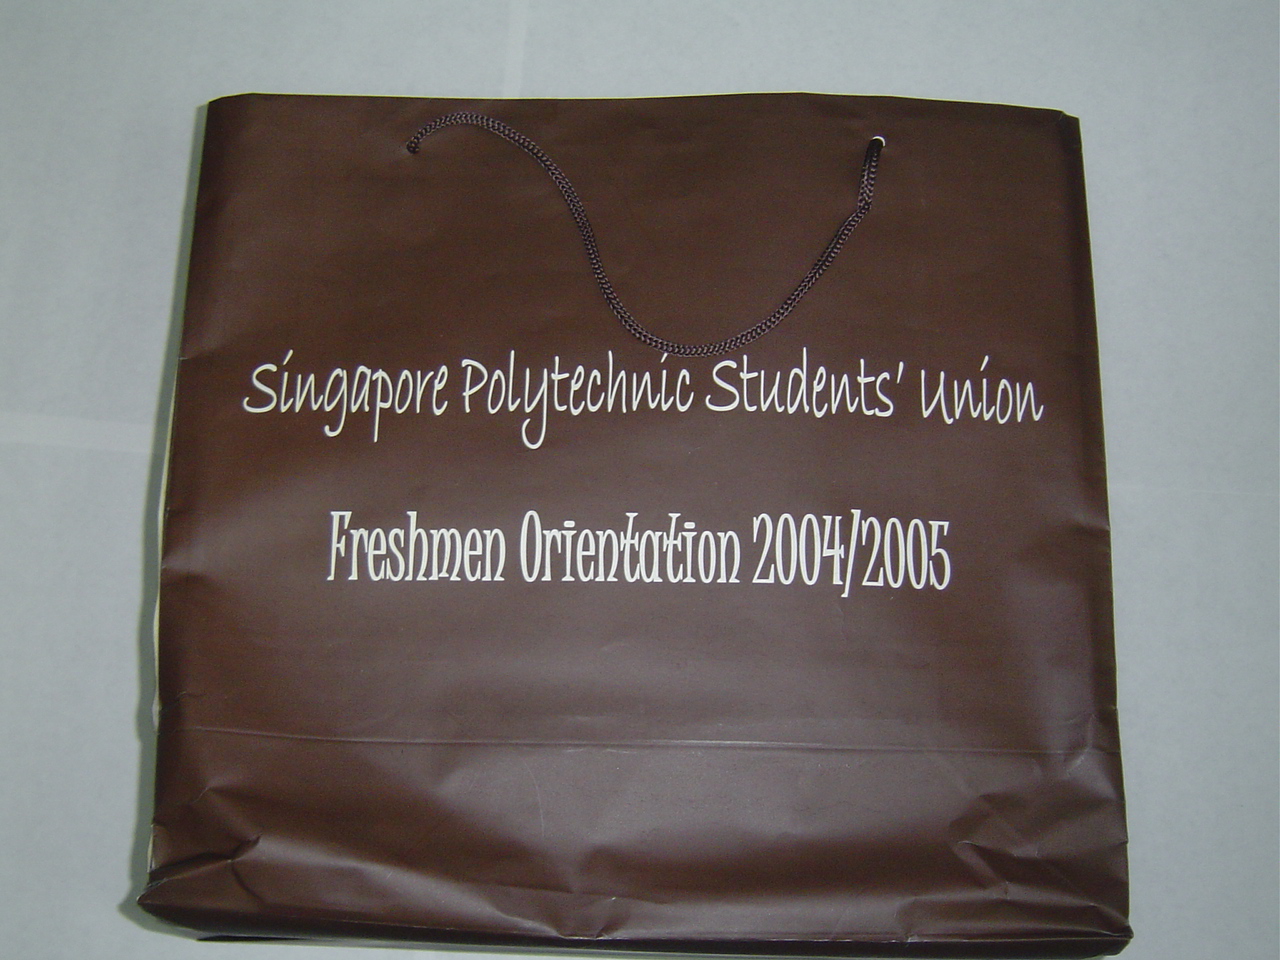 Singapore Polytechnic Students' Union
Freshmen Orientation 2004/2005